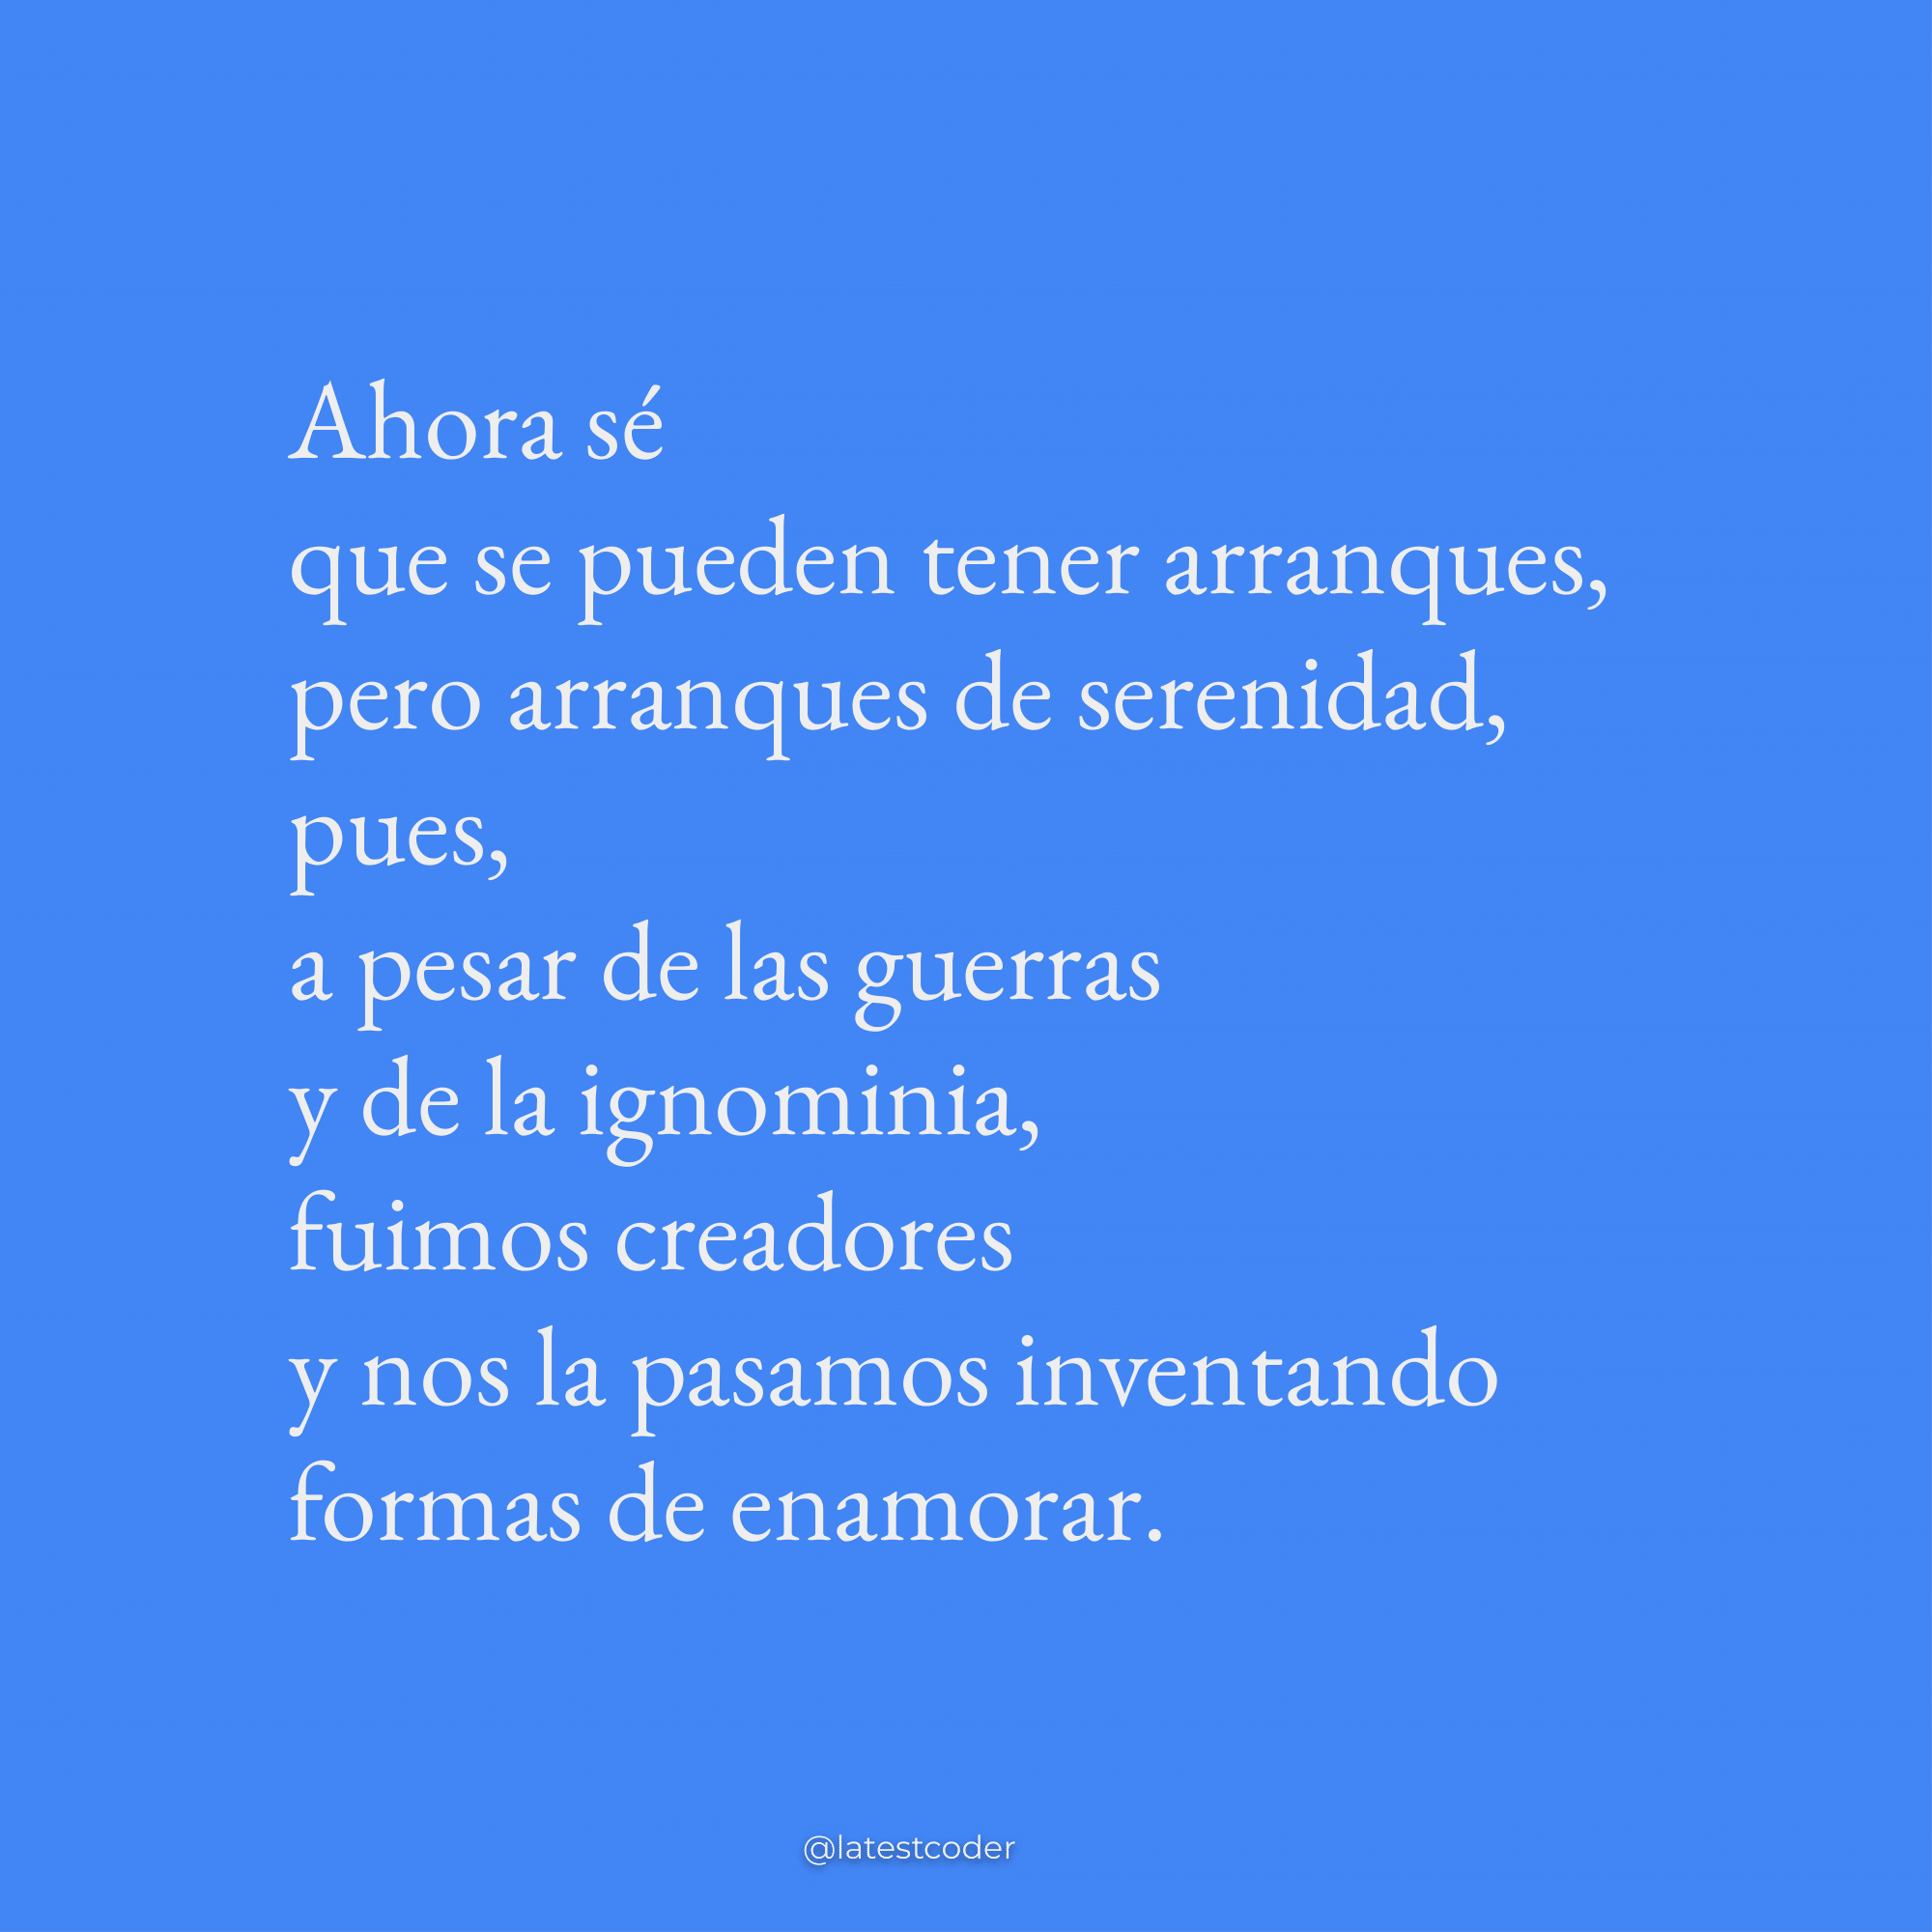 Ahora sé
que se pueden tener arranques,
pero arranques de serenidad,
pues,
a pesar de las guerras
y de la ignominia,
fuimos creadores
y nos la pasamos inventando
formas de enamorar.
@latestcoder